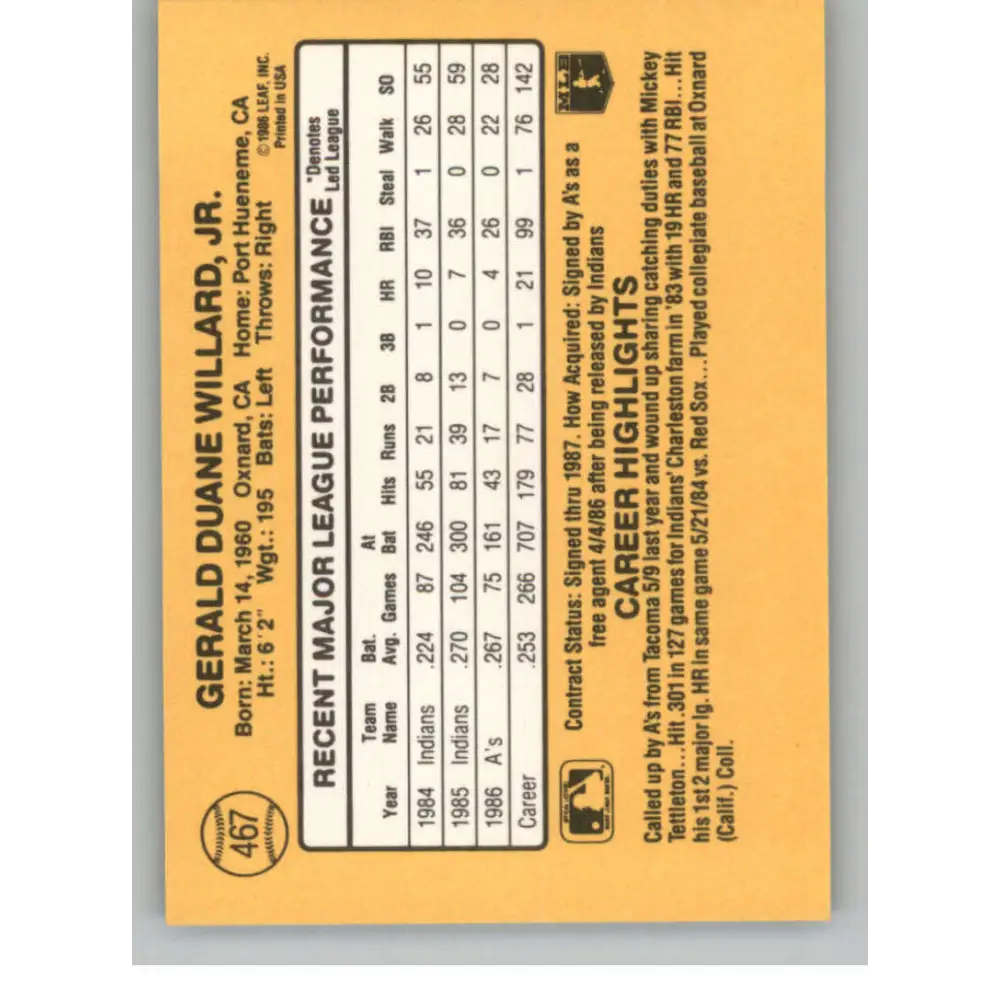 467
GERALD DUANE WILLARD, JR.
Born: March 14, 1960 Oxnard, CA Home: Port Hueneme, CA
Ht.: 6'2" Wgt.: 195 Bats: Left Throws: Right
© 1986 LEAF, INC.
Printed in USA
RECENT MAJOR LEAGUE PERFORMANCE
*Denotes
Led League
Year Team Name Bat. Avg. Games At Bat Hits Runs 2B 3B HR RBI Steal Walk SO
1984 Indians .224 87 246 55 21 8 1 10 37 1 26 55
1985 Indians .270 104 300 81 39 13 0 7 36 0 28 59
1986 A's .267 75 161 43 17 7 0 4 26 0 22 28
Career .253 266 707 179 77 28 1 21 99 1 76 142
Contract Status: Signed thru 1987. How Acquired: Signed by A's as a
free agent 4/4/86 after being released by Indians
MLB
CAREER HIGHLIGHTS
Called up by A's from Tacoma 5/9 last year and wound up sharing catching duties with Mickey
Tettleton...Hit .301 in 127 games for Indians' Charleston farm in '83 with 19 HR and 77 RBI...Hit
his 1st 2 major lg. HR in same game 5/21/84 vs. Red Sox...Played collegiate baseball at Oxnard
(Calif.) Coll.